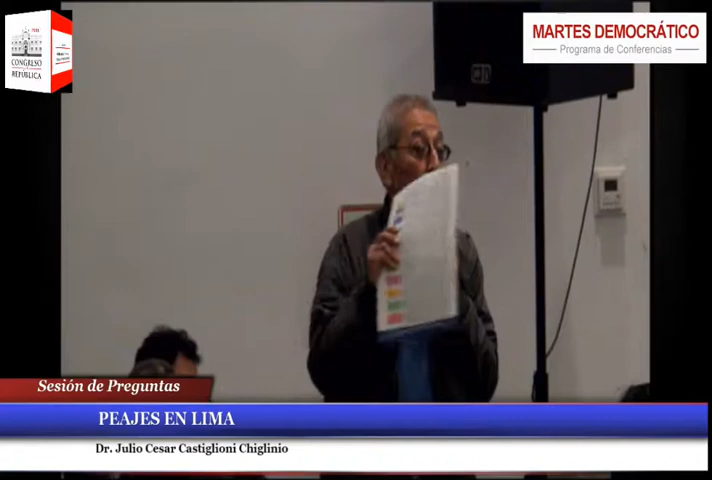 CONGRESO
REPÚBLICA
MARTES DEMOCRÁTICO
Programa de Conferencias
Sesión de Preguntas
PEAJES EN LIMA
Dr. Julio Cesar Castiglioni Chiglinio